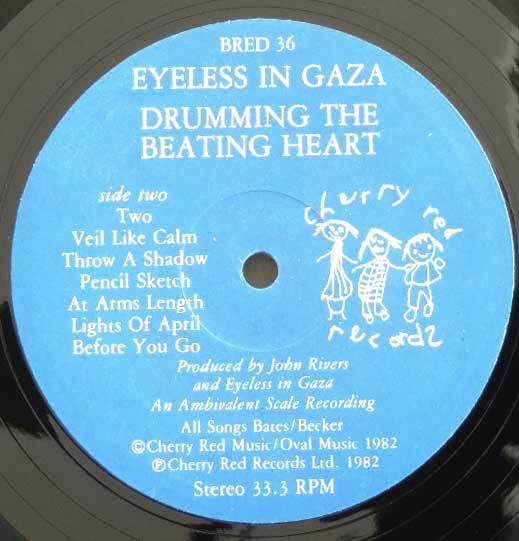 BRED 36
EYELESS IN GAZA
DRUMMING THE
BEATING HEART
side two
Two
Veil Like Calm
Throw A Shadow
Pencil Sketch
At Arms Length
Lights Of April
Before You Go
cherry red
records
Produced by John Rivers
and Eyeless in Gaza
An Ambivalent Scale Recording
All Songs Bates/Becker
©Cherry Red Music/Oval Music 1982
℗Cherry Red Records Ltd. 1982
Stereo 33.3 RPM